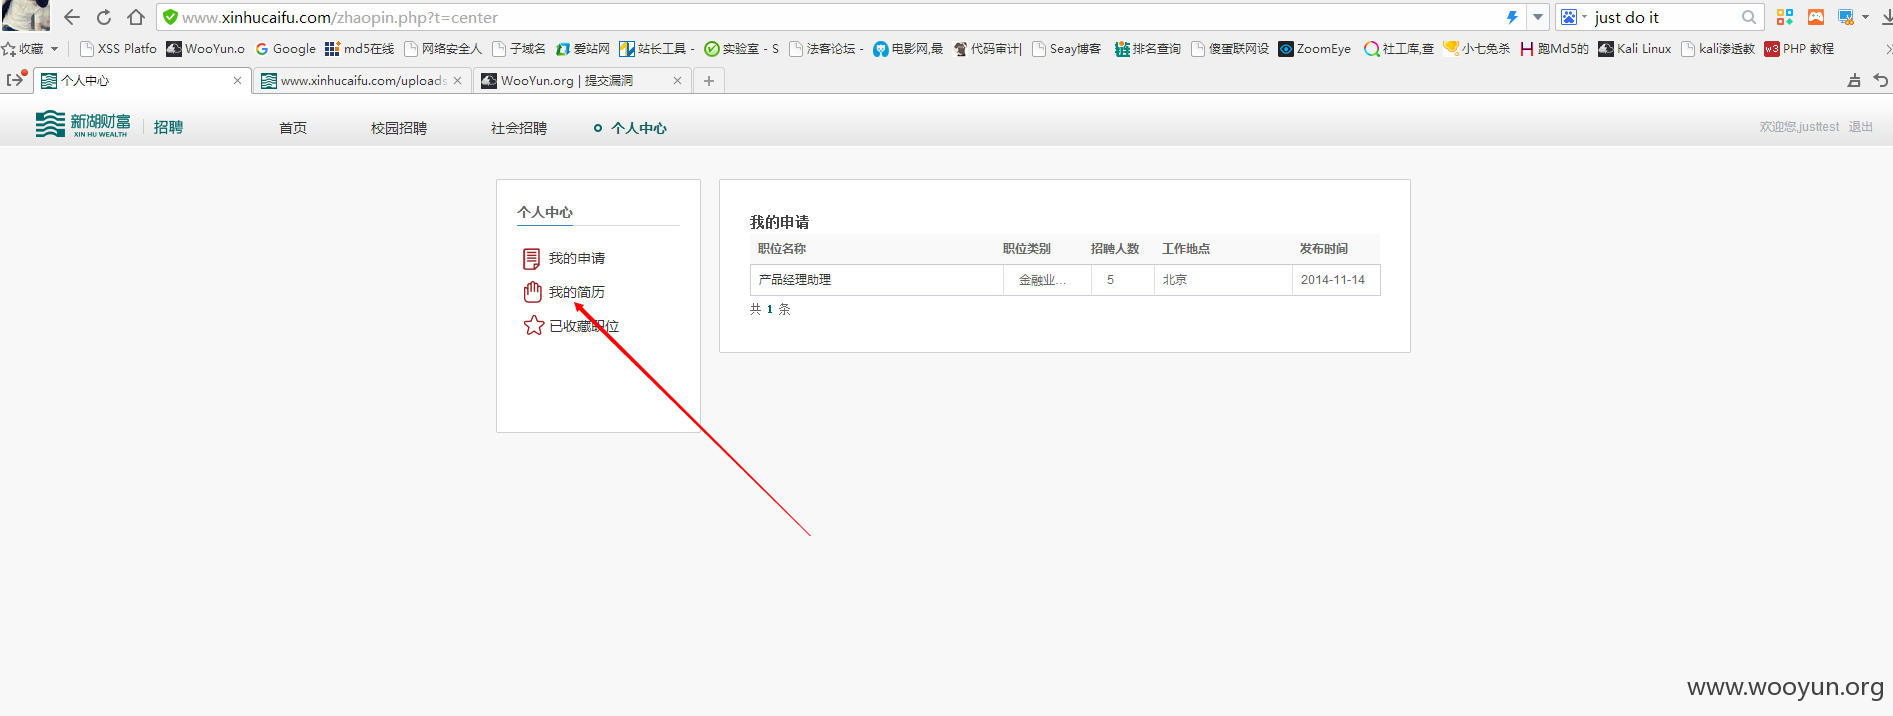 www.xinhucaifu.com/zhaopin.php?t=center just do it
收藏 XSS Platfo WooYun.o Google md5在线 网络安全人 子域名 爱站网 站长工具 - 实验室 - S 法客论坛 - 电影网,最 代码审计| Seay博客 排名查询 傻蛋联网设 ZoomEye 社工库,查 小七免杀 跑Md5的 Kali Linux kali渗透教 PHP 教程
个人中心 www.xinhucaifu.com/uploads WooYun.org | 提交漏洞
新湖财富 XIN HU WEALTH 招聘 首页 校园招聘 社会招聘 个人中心 欢迎您,justtest 退出
个人中心
我的申请
我的简历
已收藏职位
我的申请
职位名称 职位类别 招聘人数 工作地点 发布时间
产品经理助理 金融业... 5 北京 2014-11-14
共 1 条
www.wooyun.org